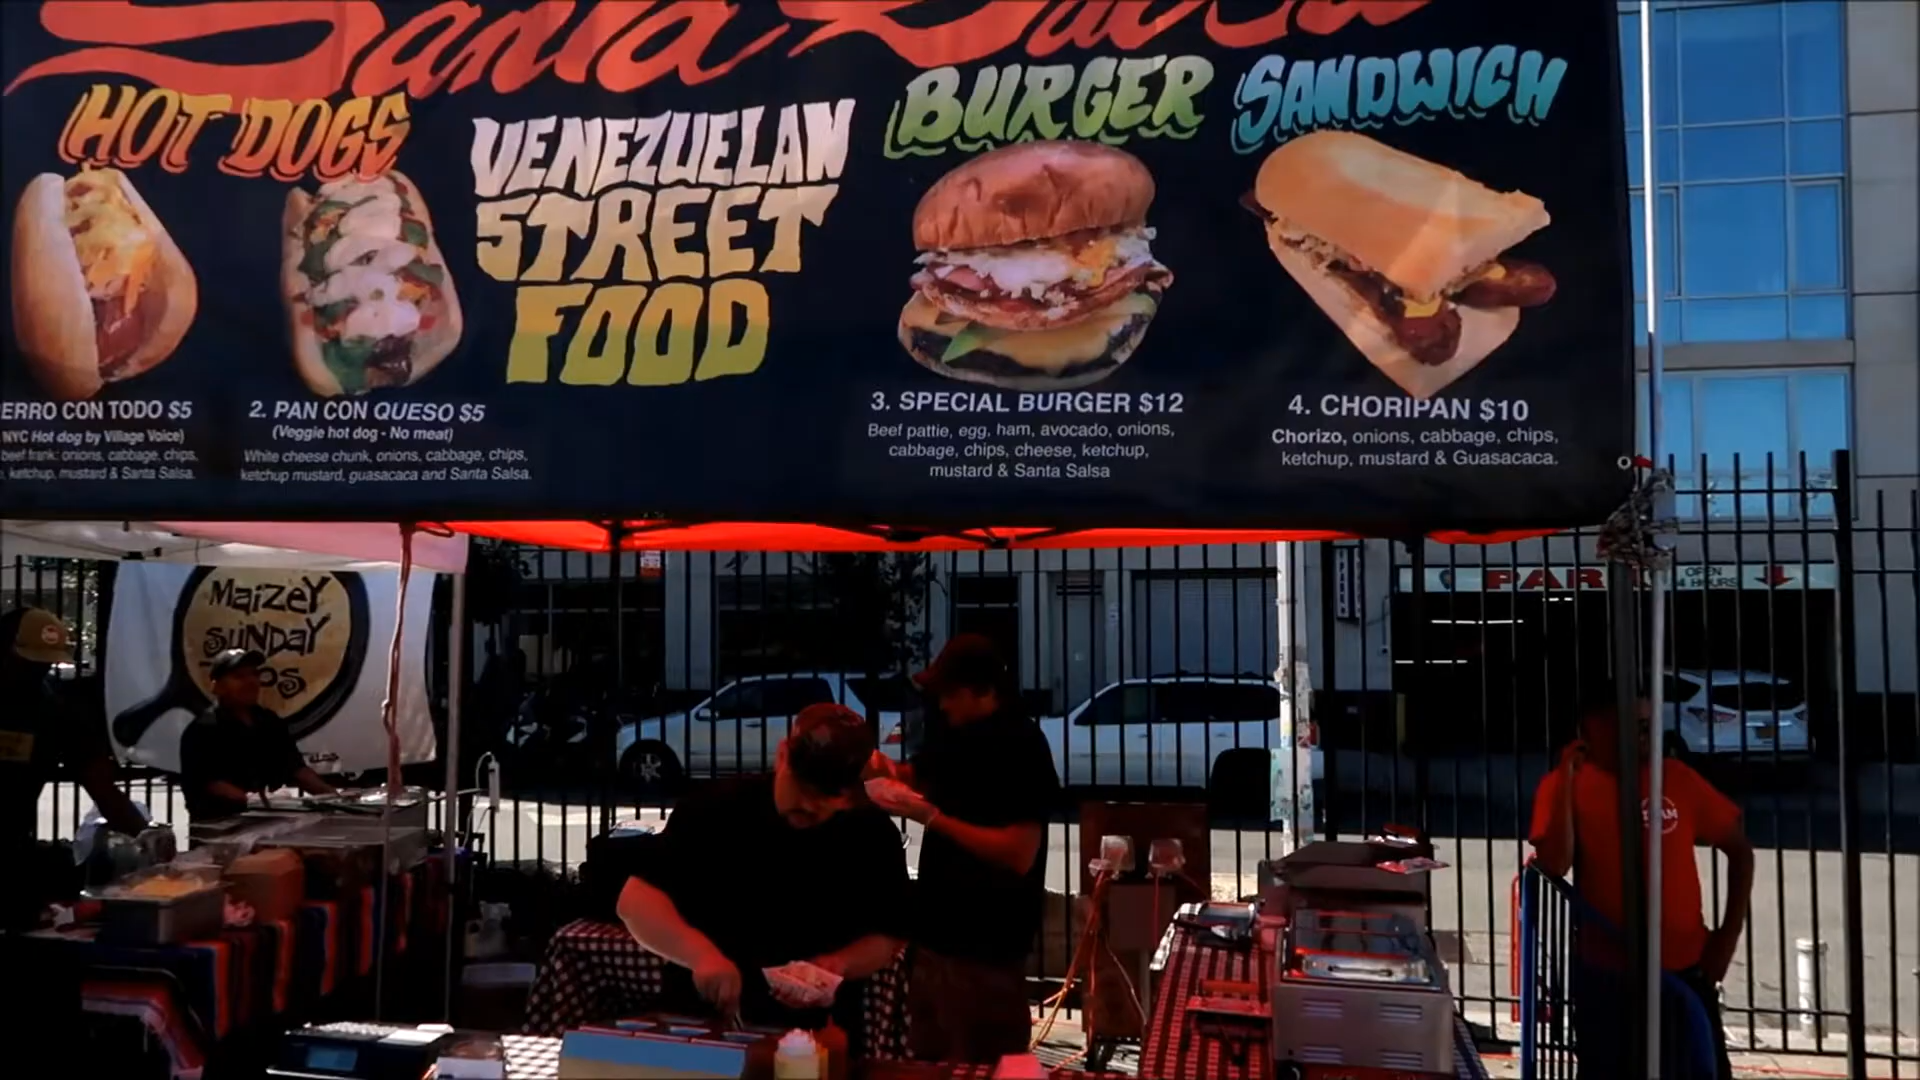 Santa Salsa
HOT DOGS
VENEZUELAN
STREET
FOOD
BURGER
SANDWICH
ERRO CON TODO $5
NYC Hot dog by Village Voice)
beef frank: onions, cabbage, chips,
ketchup, mustard & Santa Salsa.
2. PAN CON QUESO $5
(Veggie hot dog - No meat)
White cheese chunk, onions, cabbage, chips,
ketchup mustard, guasacaca and Santa Salsa.
3. SPECIAL BURGER $12
Beef pattie, egg, ham, avocado, onions,
cabbage, chips, cheese, ketchup,
mustard & Santa Salsa
4. CHORIPAN $10
Chorizo, onions, cabbage, chips,
ketchup, mustard & Guasacaca.
Maizey
SUNDAY
OPEN
HOURS
PAR